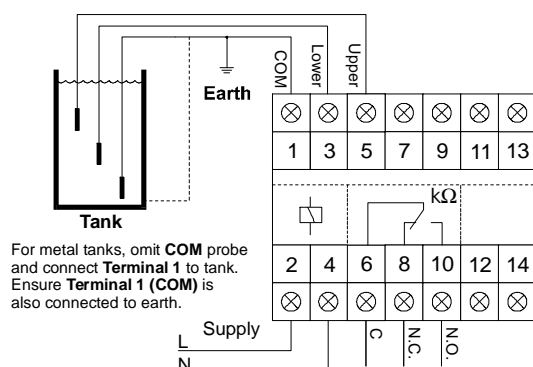 COM
Lower
Upper
Earth
1 3 5 7 9 11 13
kΩ
Tank
For metal tanks, omit COM probe
and connect Terminal 1 to tank.
Ensure Terminal 1 (COM) is
also connected to earth.
2 4 6 8 10 12 14
Supply
L
N
C
N.C.
N.O.